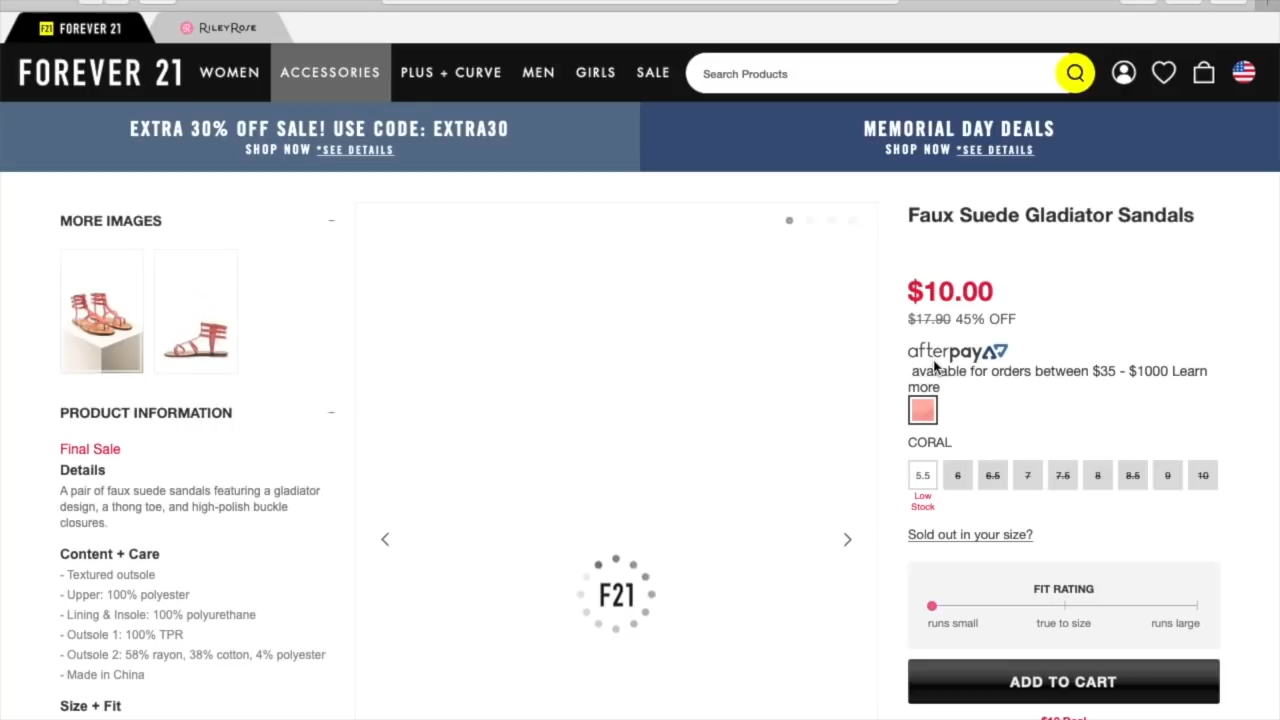 F21 FOREVER 21
RILEYROSE
FOREVER 21
WOMEN
ACCESSORIES
PLUS + CURVE
MEN
GIRLS
SALE
Search Products
EXTRA 30% OFF SALE! USE CODE: EXTRA30
SHOP NOW *SEE DETAILS
MEMORIAL DAY DEALS
SHOP NOW *SEE DETAILS
MORE IMAGES
PRODUCT INFORMATION
Final Sale
Details
A pair of faux suede sandals featuring a gladiator
design, a thong toe, and high-polish buckle
closures.
Content + Care
- Textured outsole
- Upper: 100% polyester
- Lining & Insole: 100% polyurethane
- Outsole 1: 100% TPR
- Outsole 2: 58% rayon, 38% cotton, 4% polyester
- Made in China
Size + Fit
F21
Faux Suede Gladiator Sandals
$10.00
$17.90 45% OFF
afterpay
available for orders between $35 - $1000 Learn
more
CORAL
5.5 6 6.5 7 7.5 8 8.5 9 10
Low
Stock
Sold out in your size?
FIT RATING
runs small
true to size
runs large
ADD TO CART